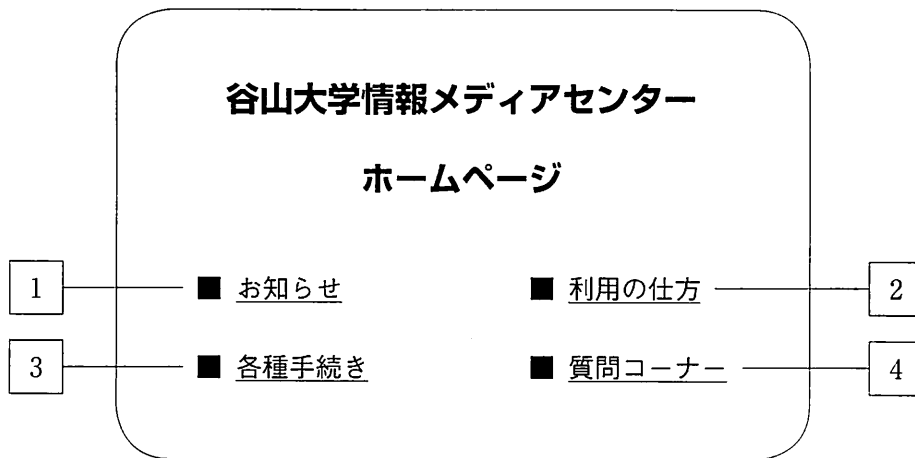 谷山大学情報メディアセンター
ホームページ
1 ■ お知らせ ■ 利用の仕方 2
3 ■ 各種手続き ■ 質問コーナー 4